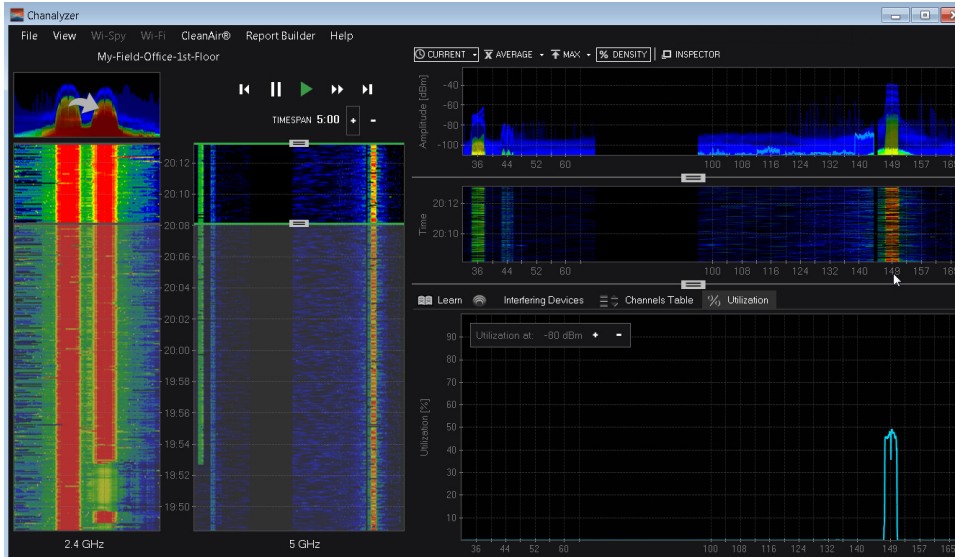 Chanalyzer
File View Wi-Spy Wi-Fi CleanAir® Report Builder Help
My-Field-Office-1st-Floor
TIMESPAN 5:00 + -
20:12
20:10
20:08
20:06
20:04
20:02
20:00
19:58
19:56
19:54
19:52
19:50
2.4 GHz
5 GHz
CURRENT AVERAGE MAX % DENSITY INSPECTOR
Amplitude [dBm]
-40
-60
-80
-100
36 44 52 60 100 108 116 124 132 140 149 157 165
Time
20:12
20:10
36 44 52 60 100 108 116 124 132 140 149 157 165
Learn Interfering Devices Channels Table % Utilization
Utilization at: -80 dBm + -
Utilization [%]
90
80
70
60
50
40
30
20
10
36 44 52 60 100 108 116 124 132 140 149 157 165